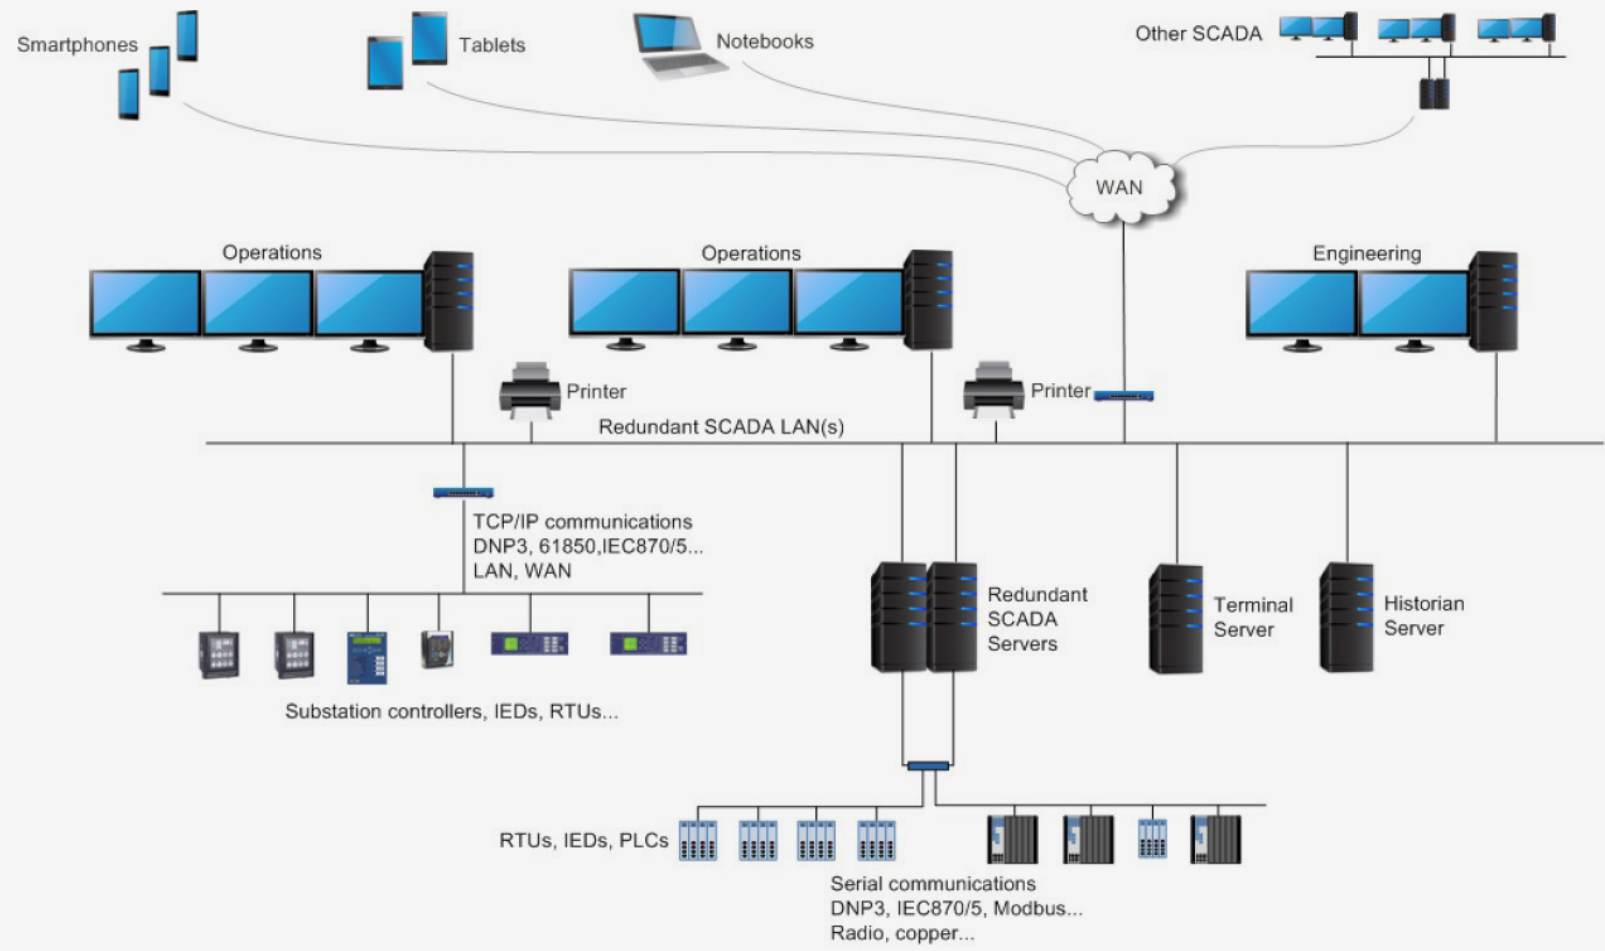 Smartphones
Tablets
Notebooks
Other SCADA
WAN
Operations
Operations
Engineering
Printer
Printer
Redundant SCADA LAN(s)
TCP/IP communications
DNP3, 61850,IEC870/5...
LAN, WAN
Redundant
SCADA
Servers
Terminal
Server
Historian
Server
Substation controllers, IEDs, RTUs...
RTUs, IEDs, PLCs
Serial communications
DNP3, IEC870/5, Modbus...
Radio, copper...